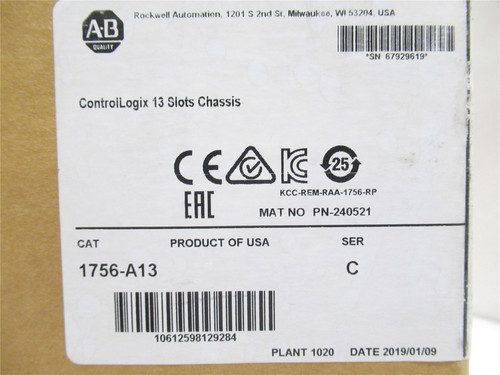 Rockwell Automation, 1201 S 2nd St, Milwaukee, WI 53204, USA
AB
QUALITY
*SN 67929619*
ControlLogix 13 Slots Chassis
CE
KC
25
KCC-REM-RAA-1756-RP
EAC
MAT NO PN-240521
CAT PRODUCT OF USA SER
1756-A13 C
10612598129284
PLANT 1020 DATE 2019/01/09